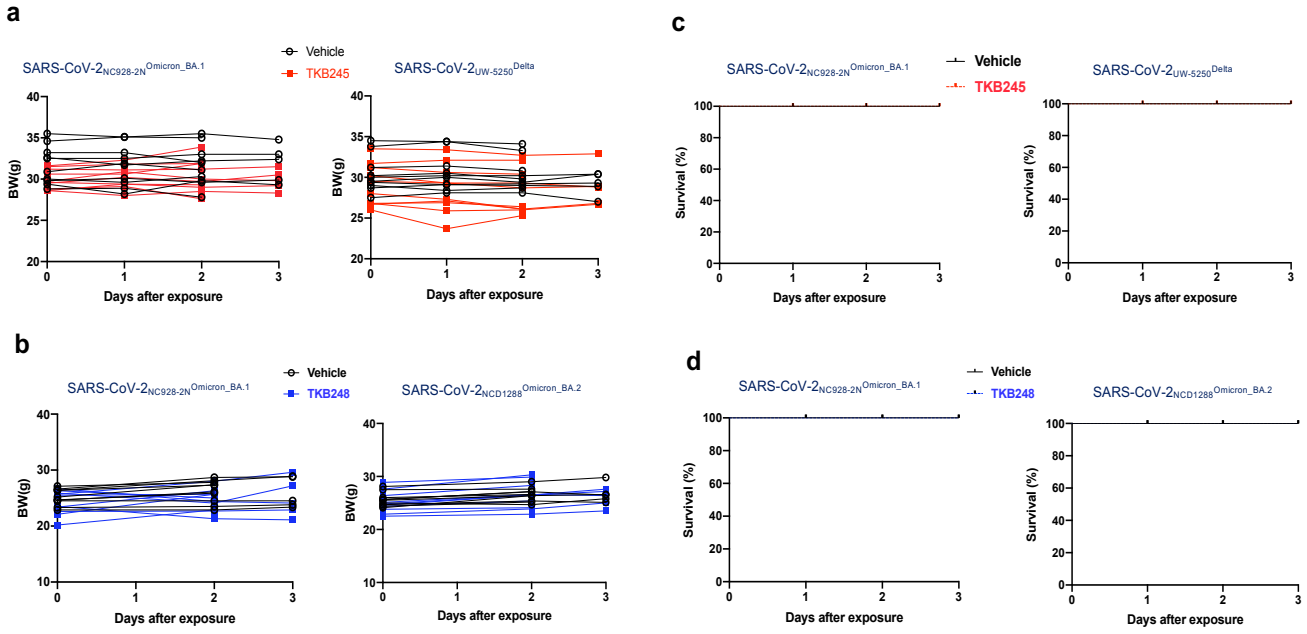 a
SARS-CoV-2NC928-2NOmicron_BA.1
Vehicle
TKB245
SARS-CoV-2UW-5250Delta
40
35
30
25
20
BW(g)
0 1 2 3
Days after exposure
40
35
30
25
20
BW(g)
0 1 2 3
Days after exposure
b
SARS-CoV-2NC928-2NOmicron_BA.1
Vehicle
TKB248
SARS-CoV-2NCD1288Omicron_BA.2
40
30
20
10
BW(g)
0 1 2 3
Days after exposure
40
30
20
10
BW(g)
0 1 2 3
Days after exposure
c
SARS-CoV-2NC928-2NOmicron_BA.1
Vehicle
TKB245
SARS-CoV-2UW-5250Delta
100
80
60
40
20
0
Survival (%)
0 1 2 3
Days after exposure
100
80
60
40
20
0
Survival (%)
0 1 2 3
Days after exposure
d
SARS-CoV-2NC928-2NOmicron_BA.1
Vehicle
TKB248
SARS-CoV-2NCD1288Omicron_BA.2
100
80
60
40
20
0
Survival (%)
0 1 2 3
Days after exposure
100
80
60
40
20
0
Survival (%)
0 1 2 3
Days after exposure